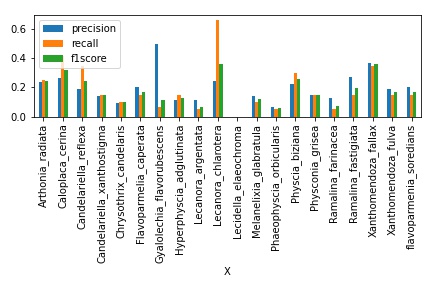 precision
recall
f1score
0.6
0.4
0.2
0.0
Arthonia_radiata
Caloplaca_cerina
Candelariella_reflexa
Candelariella_xanthostigma
Chrysothrix_candelaris
Flavoparmelia_caperata
Gyalolechia_flavorubescens
Hyperphyscia_adglutinata
Lecanora_argentata
Lecanora_chlarotera
Lecidella_elaeochroma
Melanelixia_glabratula
Phaeophyscia_orbicularis
Physcia_biziana
Physconia_grisea
Ramalina_farinacea
Ramalina_fastigiata
Xanthomendoza_fallax
Xanthomendoza_fulva
flavoparmenia_soredians
X